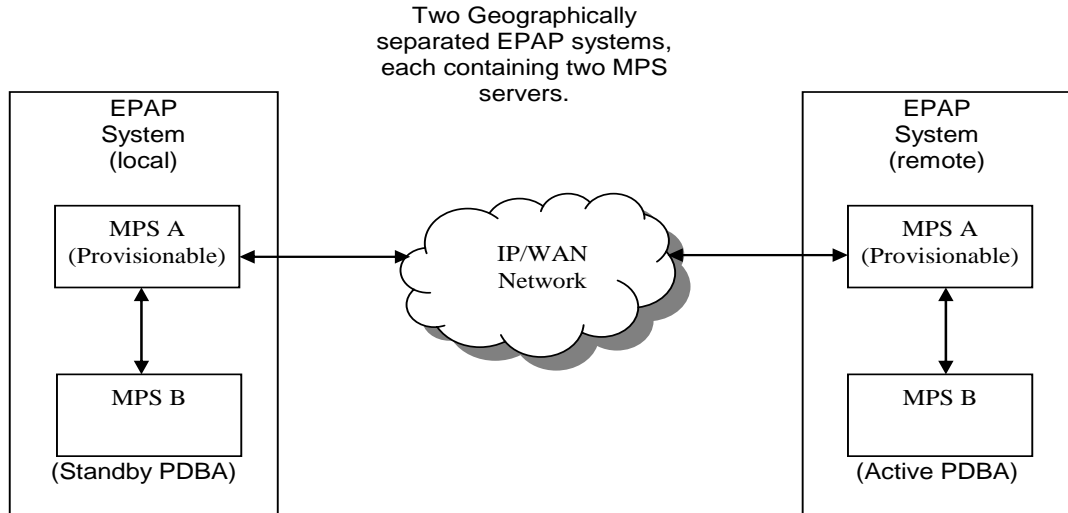 Two Geographically
separated EPAP systems,
each containing two MPS
servers.
EPAP
System
(local)
MPS A
(Provisionable)
MPS B
(Standby PDBA)
IP/WAN
Network
EPAP
System
(remote)
MPS A
(Provisionable)
MPS B
(Active PDBA)